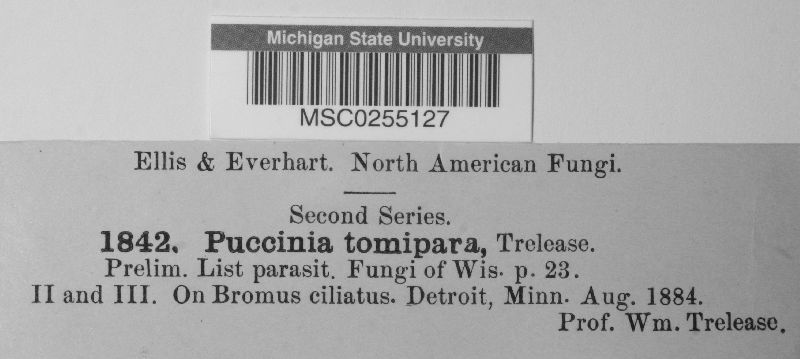 Michigan State University
MSC0255127
Ellis & Everhart. North American Fungi.
Second Series.
1842. Puccinia tomipara, Trelease.
Prelim. List parasit. Fungi of Wis. p. 23.
II and III. On Bromus ciliatus. Detroit, Minn. Aug. 1884.
Prof. Wm. Trelease.